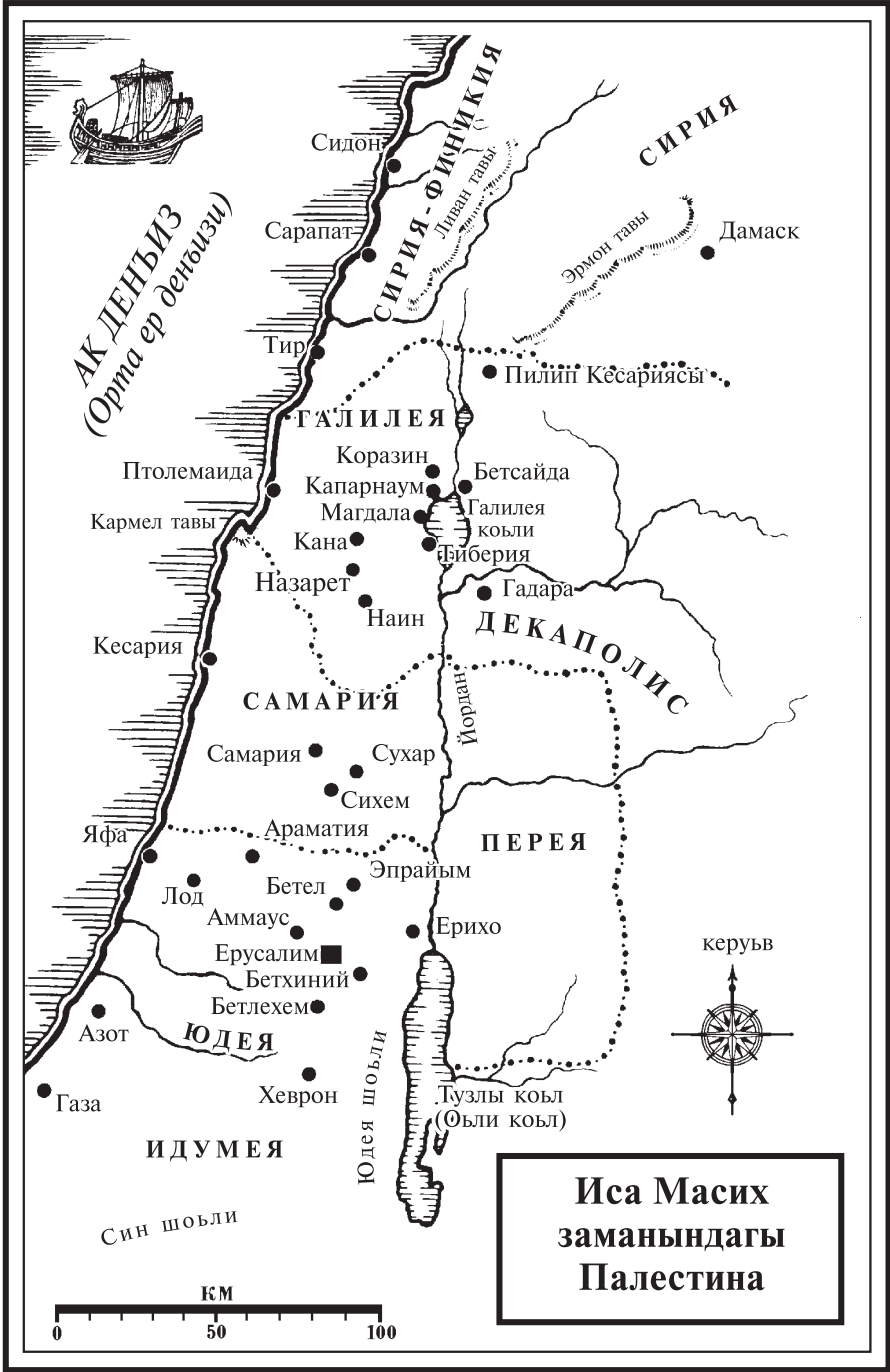 СИРИЯ
СИРИЯ-ФИНИКИЯ
Сидон
Ливан тавы
Сарапат
Эрмон тавы
Дамаск
АК ДЕНЪИЗ
(Орта ер денъизи)
Тир
Пилип Кесариясы
ГАЛИЛЕЯ
Коразин
Птолемаида
Капарнаум
Бетсайда
Магдала
Галилея
коьли
Кармел тавы
Кана
Тиберия
Назарет
Гадара
Наин
ДЕКАПОЛИС
Кесария
Йордан
САМАРИЯ
Самария
Сухар
Сихем
Яфа
Араматия
ПЕРЕЯ
Эпрайым
Лод
Бетел
Аммаус
Ерихо
Ерусалим
Бетхиний
керуьв
Бетлехем
Азот
ЮДЕЯ
Юдея шоьли
Газа
Хеврон
Тузлы коьл
(Оьли коьл)
ИДУМЕЯ
Син шоьли
Иса Масих
заманындагы
Палестина
КМ
0 50 100